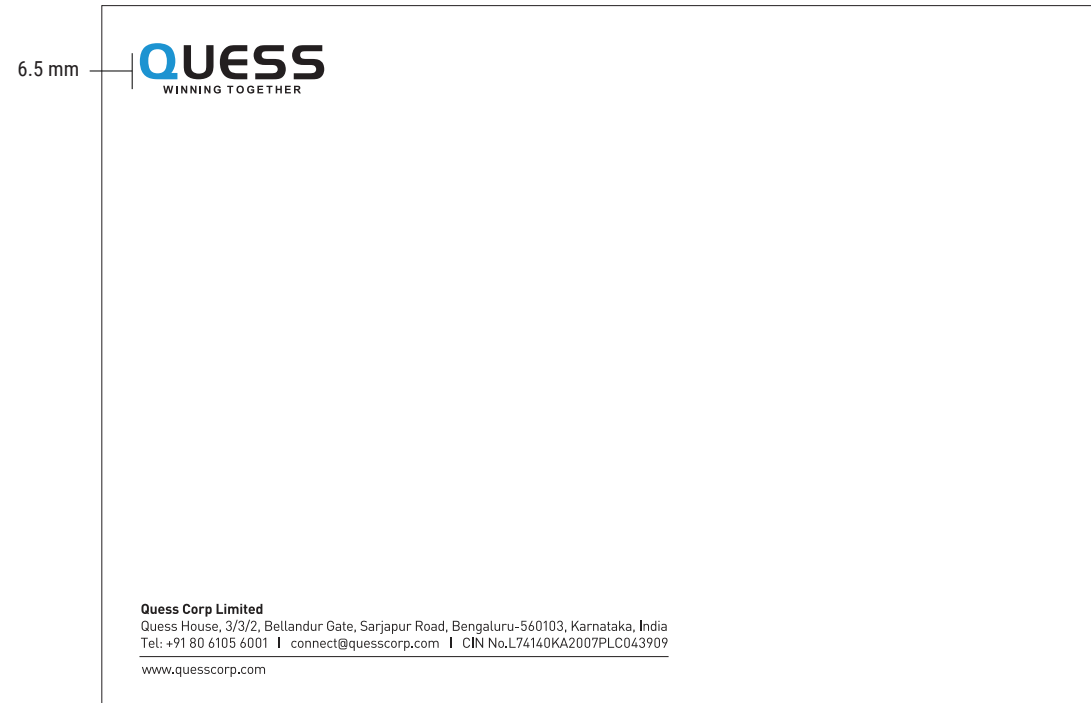 6.5 mm
QUESS
WINNING TOGETHER
Quess Corp Limited
Quess House, 3/3/2, Bellandur Gate, Sarjapur Road, Bengaluru-560103, Karnataka, India
Tel: +91 80 6105 6001 I connect@quesscorp.com I CIN No.L74140KA2007PLC043909
www.quesscorp.com